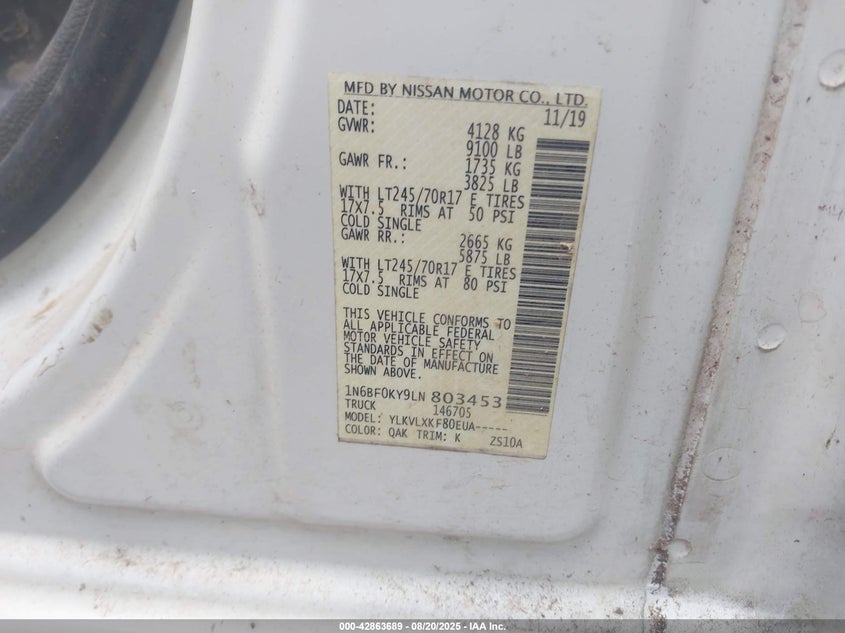 MFD BY NISSAN MOTOR CO., LTD.
DATE: 11/19
GVWR: 4128 KG
9100 LB
GAWR FR.: 1735 KG
3825 LB
WITH LT245/70R17 E TIRES
17X7.5 RIMS AT 50 PSI
COLD SINGLE
GAWR RR.: 2665 KG
5875 LB
WITH LT245/70R17 E TIRES
17X7.5 RIMS AT 80 PSI
COLD SINGLE
THIS VEHICLE CONFORMS TO
ALL APPLICABLE FEDERAL
MOTOR VEHICLE SAFETY
STANDARDS IN EFFECT ON
THE DATE OF MANUFACTURE
SHOWN ABOVE.
1N6BF0KY9LN 803453
TRUCK 146705
MODEL: YLKVLXKF80EUA-----
COLOR: QAK TRIM: K ZS10A
000-42863689 - 08/20/2025 - IAA Inc.